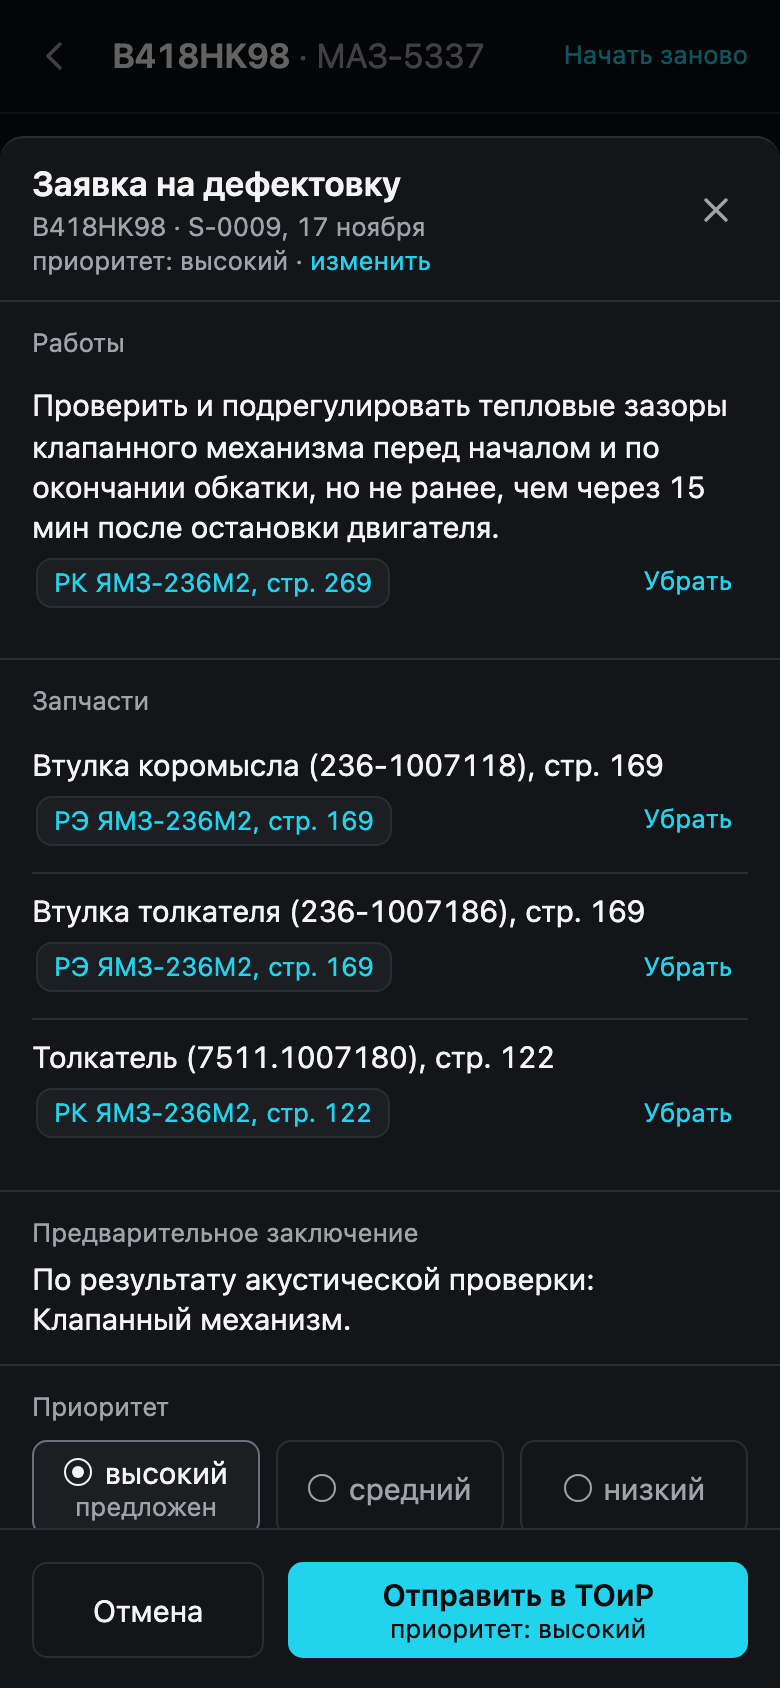 В418НК98 · МАЗ-5337
Начать заново
Заявка на дефектовку
В418НК98 · S-0009, 17 ноября
приоритет: высокий · изменить
Работы
Проверить и подрегулировать тепловые зазоры
клапанного механизма перед началом и по
окончании обкатки, но не ранее, чем через 15
мин после остановки двигателя.
РК ЯМЗ-236М2, стр. 269
Убрать
Запчасти
Втулка коромысла (236-1007118), стр. 169
РЭ ЯМЗ-236М2, стр. 169
Убрать
Втулка толкателя (236-1007186), стр. 169
РЭ ЯМЗ-236М2, стр. 169
Убрать
Толкатель (7511.1007180), стр. 122
РК ЯМЗ-236М2, стр. 122
Убрать
Предварительное заключение
По результату акустической проверки:
Клапанный механизм.
Приоритет
высокий
предложен
средний
низкий
Отмена
Отправить в ТОиР
приоритет: высокий